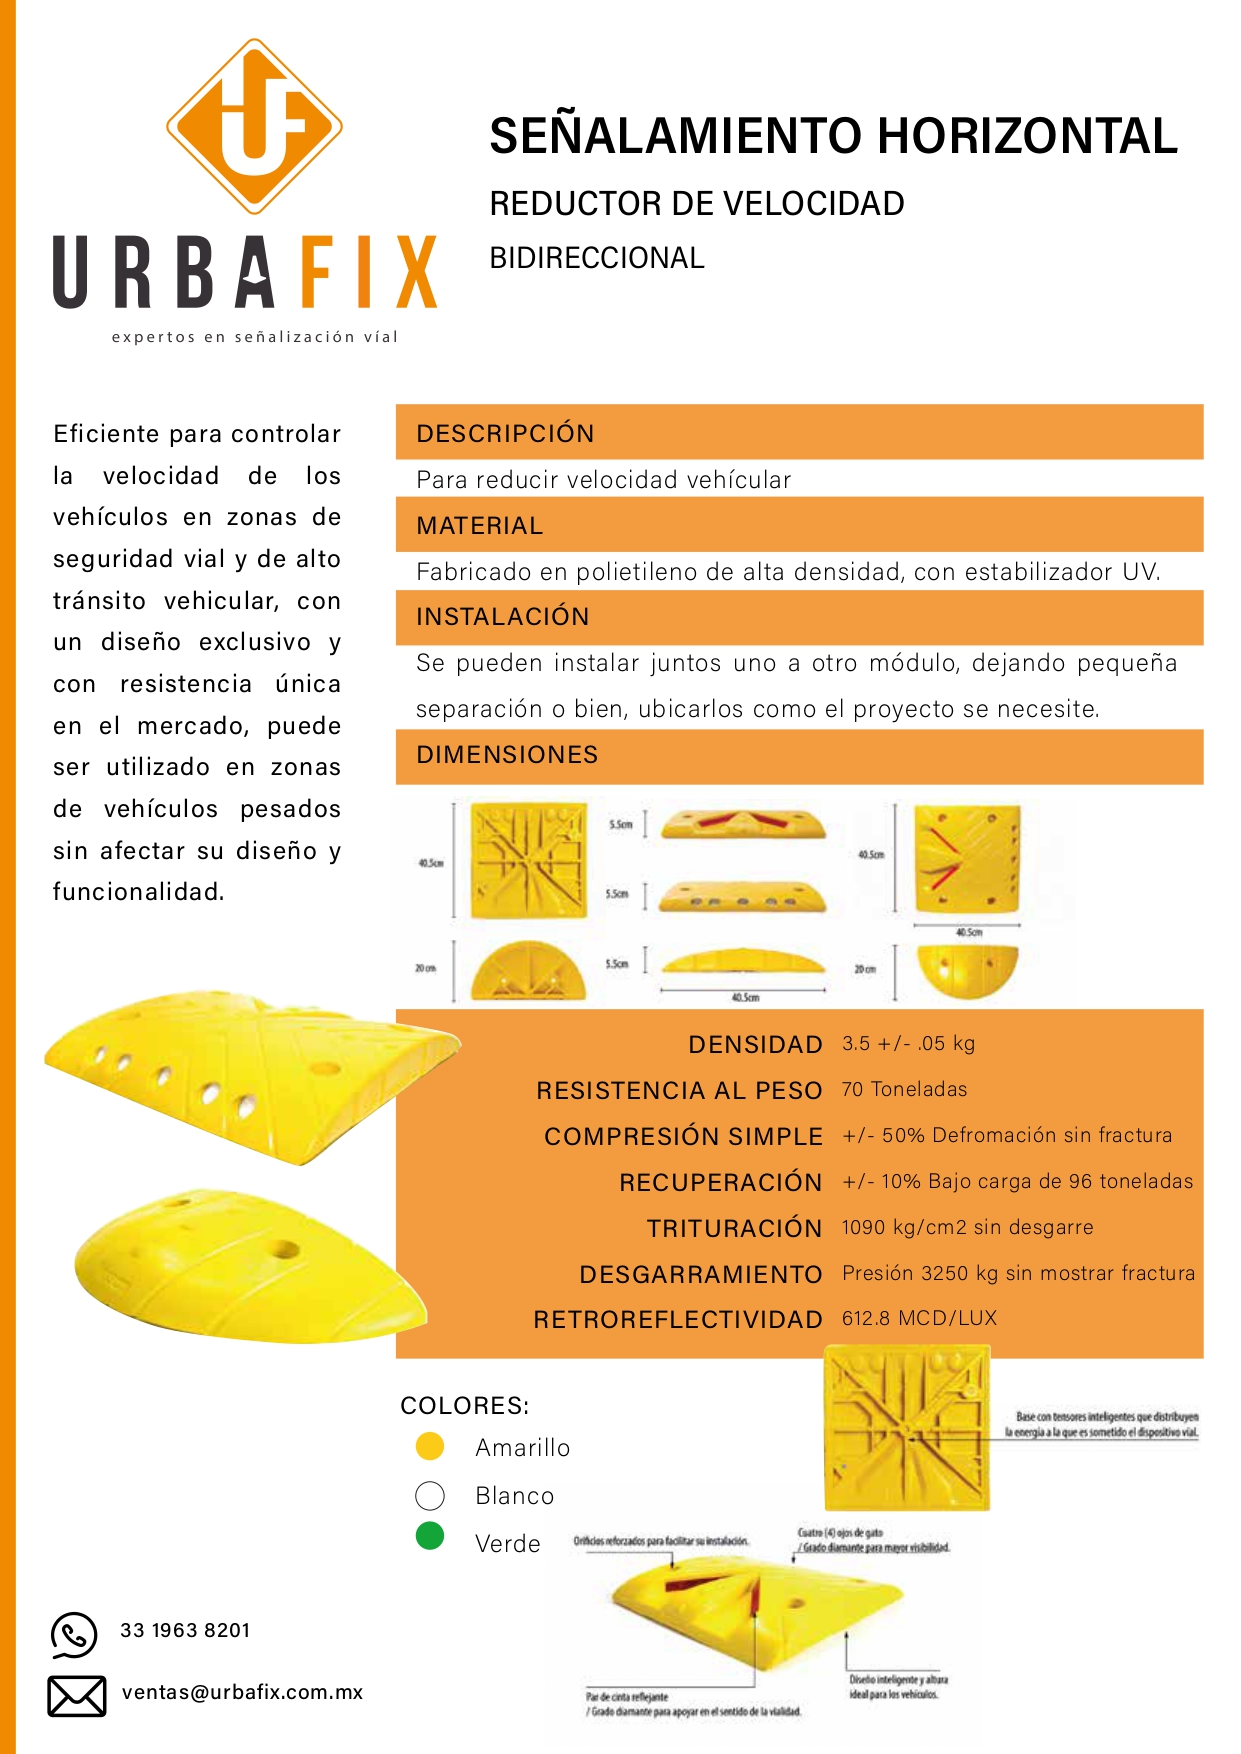 UF
URBAFIX
expertos en señalización víal
SEÑALAMIENTO HORIZONTAL
REDUCTOR DE VELOCIDAD
BIDIRECCIONAL
Eficiente para controlar
la velocidad de los
vehículos en zonas de
seguridad vial y de alto
tránsito vehicular, con
un diseño exclusivo y
con resistencia única
en el mercado, puede
ser utilizado en zonas
de vehículos pesados
sin afectar su diseño y
funcionalidad.
DESCRIPCIÓN
Para reducir velocidad vehícular
MATERIAL
Fabricado en polietileno de alta densidad, con estabilizador UV.
INSTALACIÓN
Se pueden instalar juntos uno a otro módulo, dejando pequeña
separación o bien, ubicarlos como el proyecto se necesite.
DIMENSIONES
40.5cm
5.5cm
5.5cm
40.5cm
40.5cm
20 cm
5.5cm
40.5cm
20 cm
DENSIDAD 3.5 +/- .05 kg
RESISTENCIA AL PESO 70 Toneladas
COMPRESIÓN SIMPLE +/- 50% Defromación sin fractura
RECUPERACIÓN +/- 10% Bajo carga de 96 toneladas
TRITURACIÓN 1090 kg/cm2 sin desgarre
DESGARRAMIENTO Presión 3250 kg sin mostrar fractura
RETROREFLECTIVIDAD 612.8 MCD/LUX
COLORES:
Amarillo
Blanco
Verde
Base con tensores inteligentes que distribuyen
la energia a la que es sometido el dispositivo vial.
Orificios reforzados para facilitar su instalación.
Cuatro (4) ojos de gato
/ Grado diamante para mayor visibilidad.
Par de cinta reflejante
/ Grado diamante para apoyar en el sentido de la vialidad.
Diseño inteligente y altura
ideal para los vehículos.
33 1963 8201
ventas@urbafix.com.mx